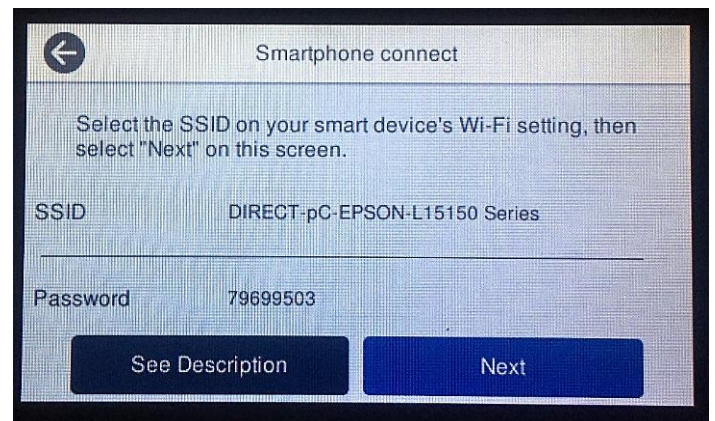 Smartphone connect
Select the SSID on your smart device's Wi-Fi setting, then
select "Next" on this screen.
SSID DIRECT-pC-EPSON-L15150 Series
Password 79699503
See Description Next